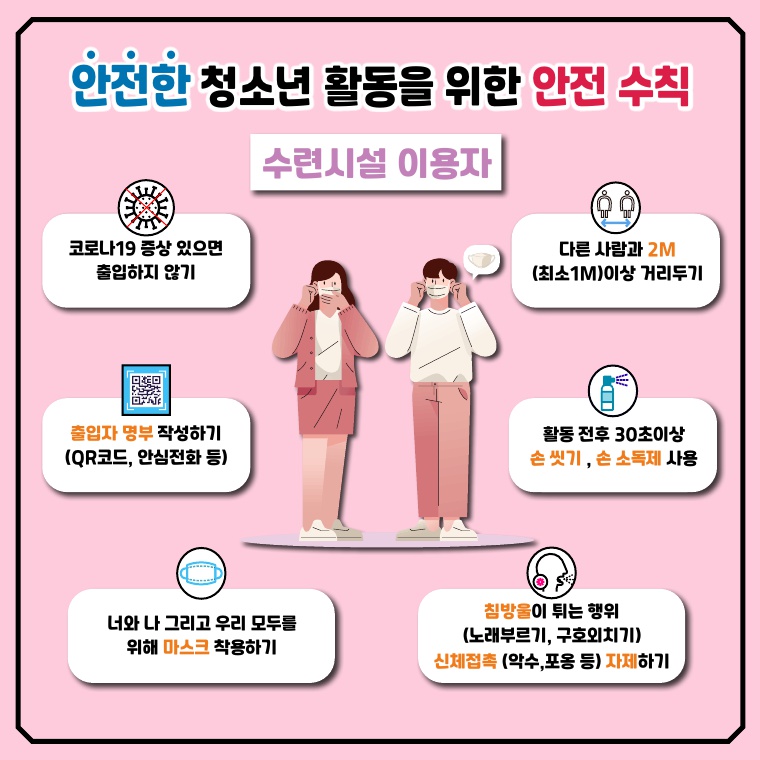 안전한 청소년 활동을 위한 안전 수칙
수련시설 이용자
코로나19 증상 있으면
출입하지 않기
다른 사람과 2M
(최소1M)이상 거리두기
출입자 명부 작성하기
(QR코드, 안심전화 등)
활동 전후 30초이상
손 씻기 , 손 소독제 사용
너와 나 그리고 우리 모두를
위해 마스크 착용하기
침방울이 튀는 행위
(노래부르기, 구호외치기)
신체접촉 (악수,포옹 등) 자제하기